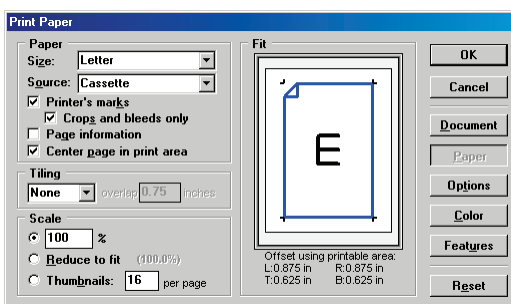 Print Paper
Paper
Size: Letter
Source: Cassette
Printer's marks
Crops and bleeds only
Page information
Center page in print area
Tiling
None overlap 0.75 inches
Scale
100 %
Reduce to fit (100.0%)
Thumbnails: 16 per page
Fit
E
Offset using printable area:
L:0.875 in R:0.875 in
T:0.625 in B:0.625 in
OK
Cancel
Document
Paper
Options
Color
Features
Reset